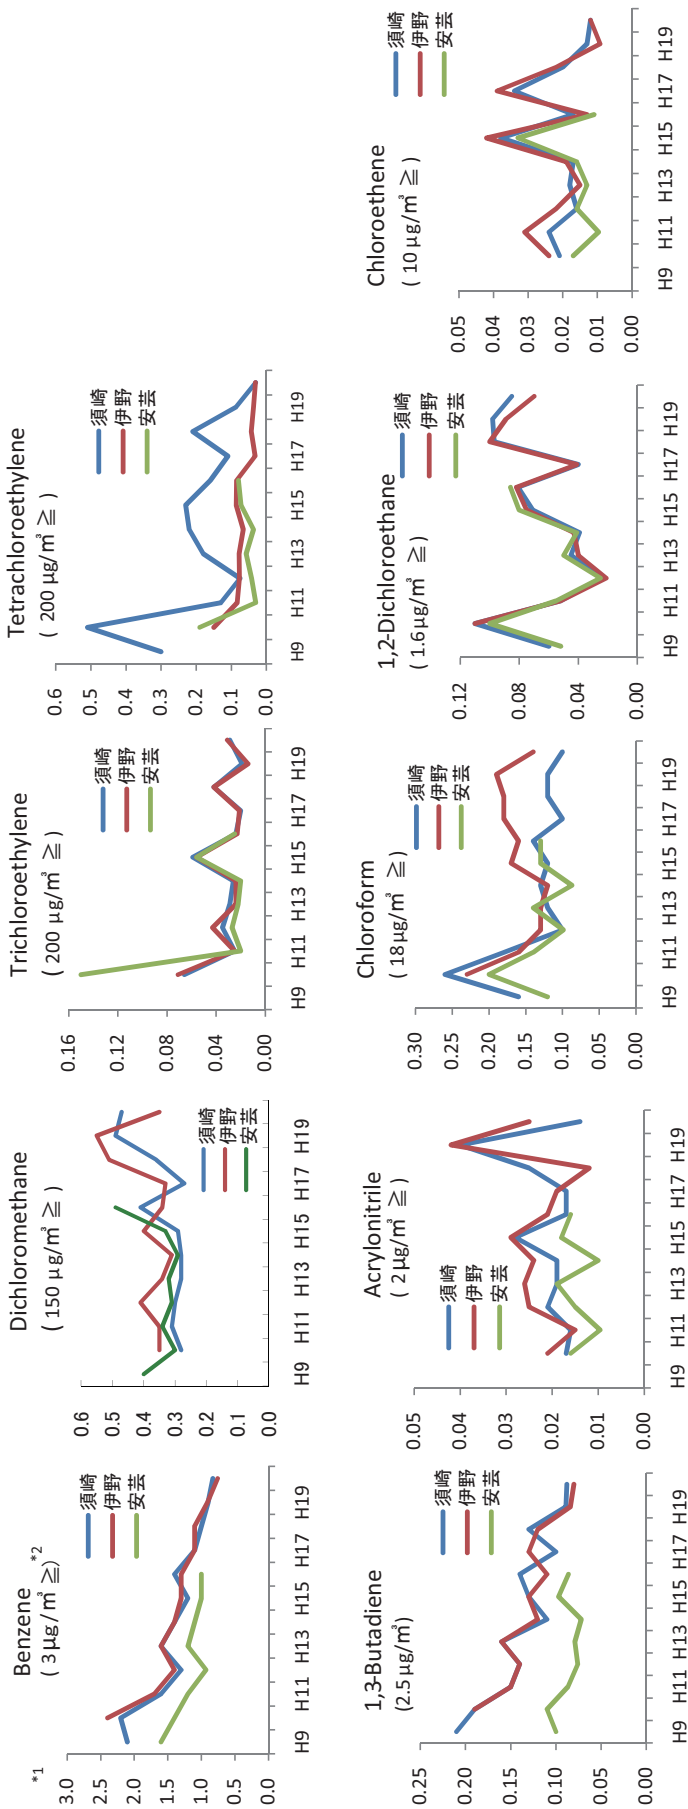 Benzene
( 3μg/㎥ ≧)*2
*1
3.0
2.5
2.0
1.5
1.0
0.5
0.0
H9 H11 H13 H15 H17 H19
須崎
伊野
安芸
Dichloromethane
( 150 μg/㎥ ≧ )
0.6
0.5
0.4
0.3
0.2
0.1
0.0
H9 H11 H13 H15 H17 H19
須崎
伊野
安芸
Trichloroethylene
( 200 μg/㎥ ≧)
0.16
0.12
0.08
0.04
0.00
H9 H11 H13 H15 H17 H19
須崎
伊野
安芸
Tetrachloroethylene
( 200 μg/㎥ ≧ )
0.6
0.5
0.4
0.3
0.2
0.1
0.0
H9 H11 H13 H15 H17 H19
須崎
伊野
安芸
1,3-Butadiene
(2.5 μg/㎥)
0.25
0.20
0.15
0.10
0.05
0.00
H9 H11 H13 H15 H17 H19
須崎
伊野
安芸
Acrylonitrile
( 2μg/㎥ ≧ )
0.05
0.04
0.03
0.02
0.01
0.00
H9 H11 H13 H15 H17 H19
須崎
伊野
安芸
Chloroform
( 18μg/㎥ ≧)
0.30
0.25
0.20
0.15
0.10
0.05
0.00
H9 H11 H13 H15 H17 H19
須崎
伊野
安芸
1,2-Dichloroethane
( 1.6μg/㎥ ≧)
0.12
0.08
0.04
0.00
H9 H11 H13 H15 H17 H19
須崎
伊野
安芸
Chloroethene
( 10 μg/㎥ ≧ )
0.05
0.04
0.03
0.02
0.01
0.00
H9 H11 H13 H15 H17 H19
須崎
伊野
安芸